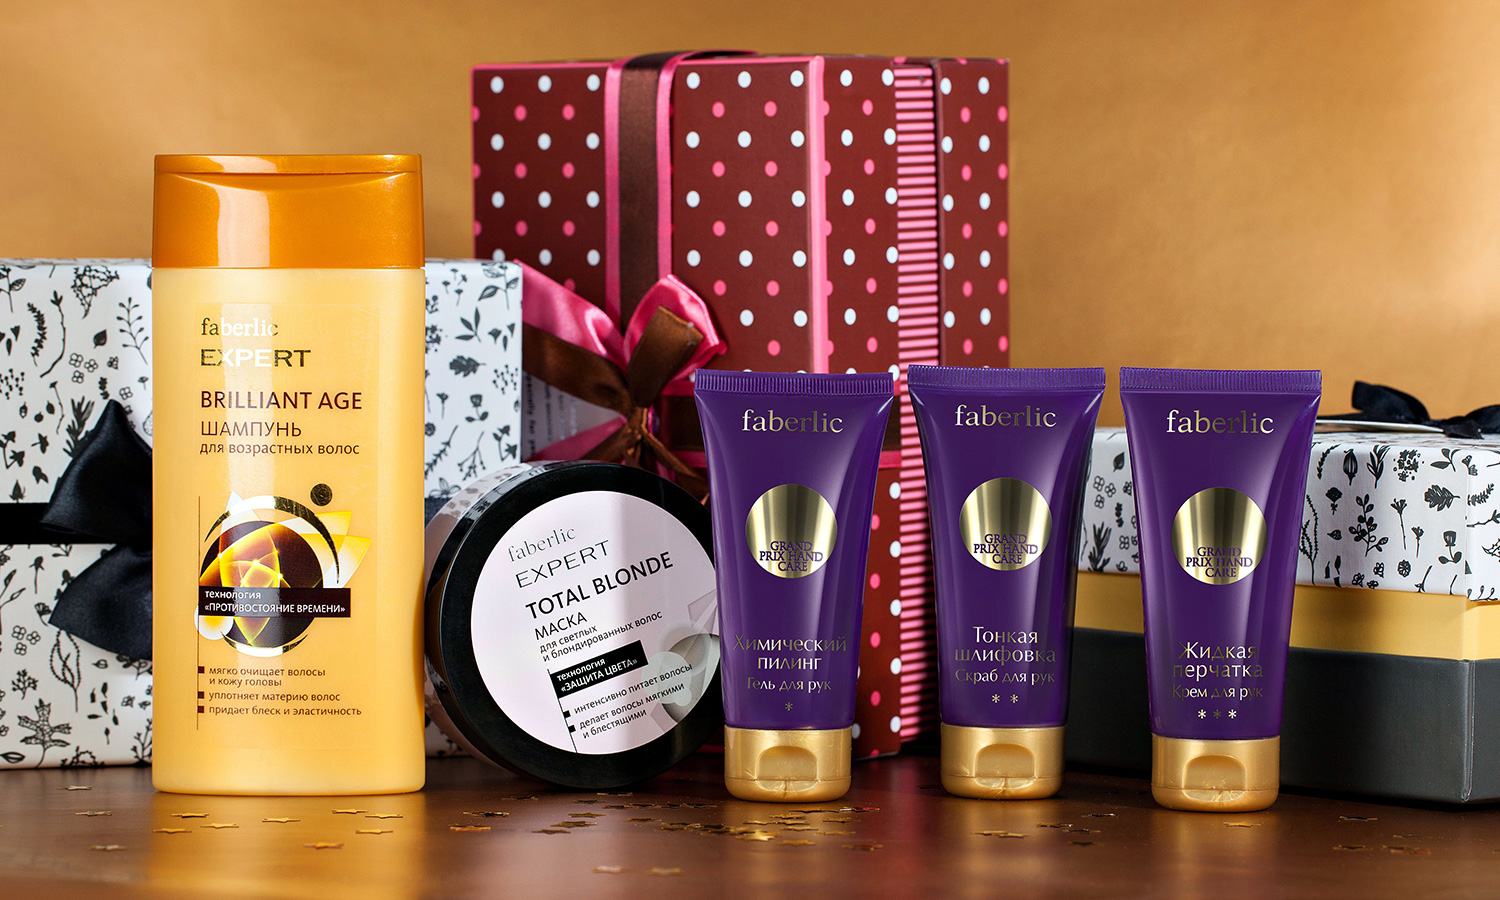 faberlic
EXPERT
BRILLIANT AGE
ШАМПУНЬ
для возрастных волос
технология
«ПРОТИВОСТОЯНИЕ ВРЕМЕНИ»
мягко очищает волосы
и кожу головы
уплотняет материю волос
придает блеск и эластичность
faberlic
EXPERT
TOTAL BLONDE
МАСКА
для светлых
и блондированных волос
технология
«ЗАЩИТА ЦВЕТА»
интенсивно питает волосы
делает волосы мягкими
и блестящими
faberlic
GRAND
PRIX HAND
CARE
Химический
пилинг
Гель для рук
*
faberlic
GRAND
PRIX HAND
CARE
Тонкая
шлифовка
Скраб для рук
* *
faberlic
GRAND
PRIX HAND
CARE
Жидкая
перчатка
Крем для рук
* * *